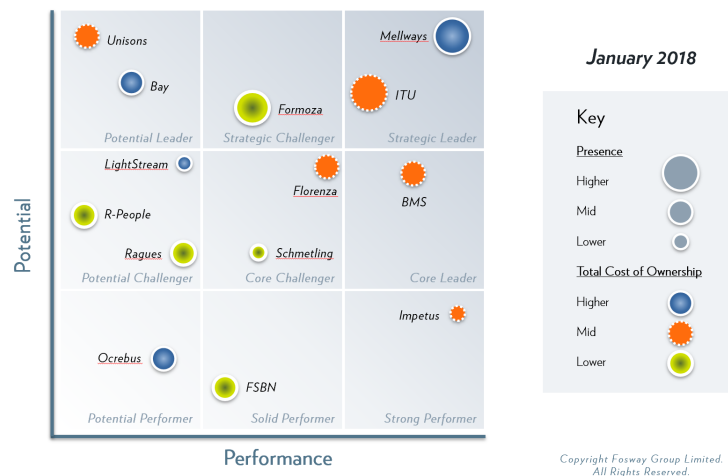 Unisons
Bay
Potential Leader
Formoza
Strategic Challenger
Mellways
ITU
Strategic Leader
LightStream
R-People
Ragues
Potential Challenger
Florenza
Schmetling
Core Challenger
BMS
Core Leader
Ocrebus
Potential Performer
FSBN
Solid Performer
Impetus
Strong Performer
Potential
Performance
January 2018
Key
Presence
Higher
Mid
Lower
Total Cost of Ownership
Higher
Mid
Lower
Copyright Fosway Group Limited.
All Rights Reserved.